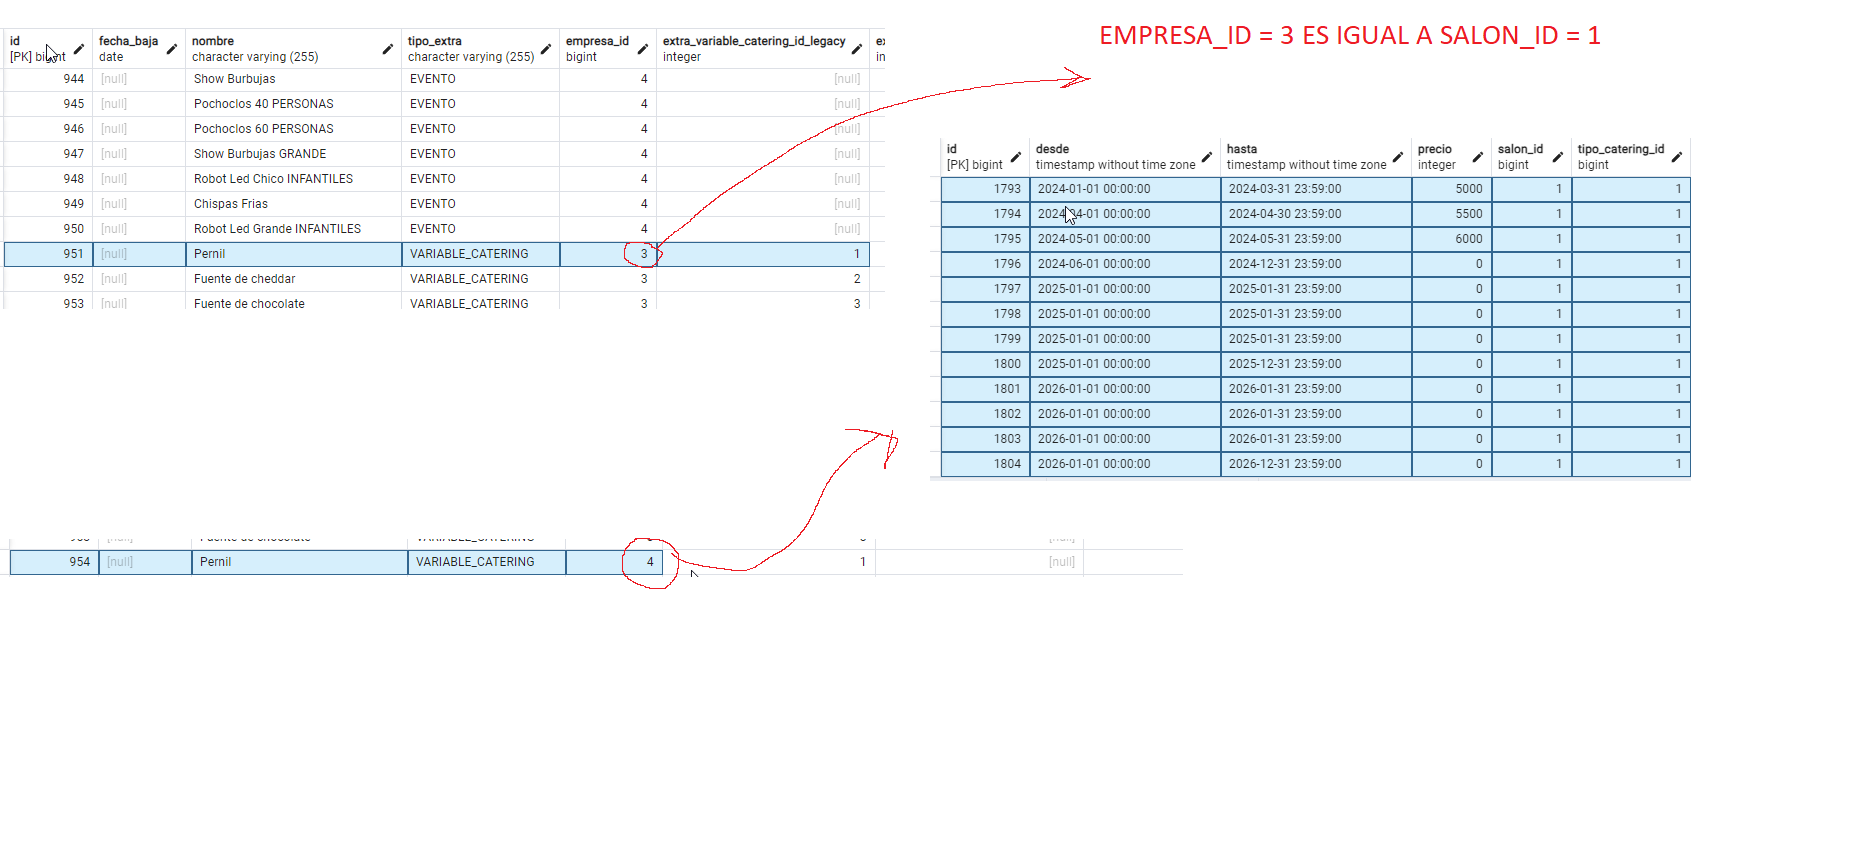 EMPRESA_ID = 3 ES IGUAL A SALON_ID = 1
id fecha_baja nombre tipo_extra empresa_id extra_variable_catering_id_legacy ex
[PK] bigint date character varying (255) character varying (255) bigint integer in
944 [null] Show Burbujas EVENTO 4 [null]
945 [null] Pochoclos 40 PERSONAS EVENTO 4 [null]
946 [null] Pochoclos 60 PERSONAS EVENTO 4 [null]
947 [null] Show Burbujas GRANDE EVENTO 4 [null]
948 [null] Robot Led Chico INFANTILES EVENTO 4 [null]
949 [null] Chispas Frias EVENTO 4 [null]
950 [null] Robot Led Grande INFANTILES EVENTO 4 [null]
951 [null] Pernil VARIABLE_CATERING 3 1
952 [null] Fuente de cheddar VARIABLE_CATERING 3 2
953 [null] Fuente de chocolate VARIABLE_CATERING 3 3
id desde hasta precio salon_id tipo_catering_id
[PK] bigint timestamp without time zone timestamp without time zone integer bigint bigint
1793 2024-01-01 00:00:00 2024-03-31 23:59:00 5000 1 1
1794 2024-04-01 00:00:00 2024-04-30 23:59:00 5500 1 1
1795 2024-05-01 00:00:00 2024-05-31 23:59:00 6000 1 1
1796 2024-06-01 00:00:00 2024-12-31 23:59:00 0 1 1
1797 2025-01-01 00:00:00 2025-01-31 23:59:00 0 1 1
1798 2025-01-01 00:00:00 2025-01-31 23:59:00 0 1 1
1799 2025-01-01 00:00:00 2025-01-31 23:59:00 0 1 1
1800 2025-01-01 00:00:00 2025-12-31 23:59:00 0 1 1
1801 2026-01-01 00:00:00 2026-01-31 23:59:00 0 1 1
1802 2026-01-01 00:00:00 2026-01-31 23:59:00 0 1 1
1803 2026-01-01 00:00:00 2026-01-31 23:59:00 0 1 1
1804 2026-01-01 00:00:00 2026-12-31 23:59:00 0 1 1
954 [null] Pernil VARIABLE_CATERING 4 1 [null]